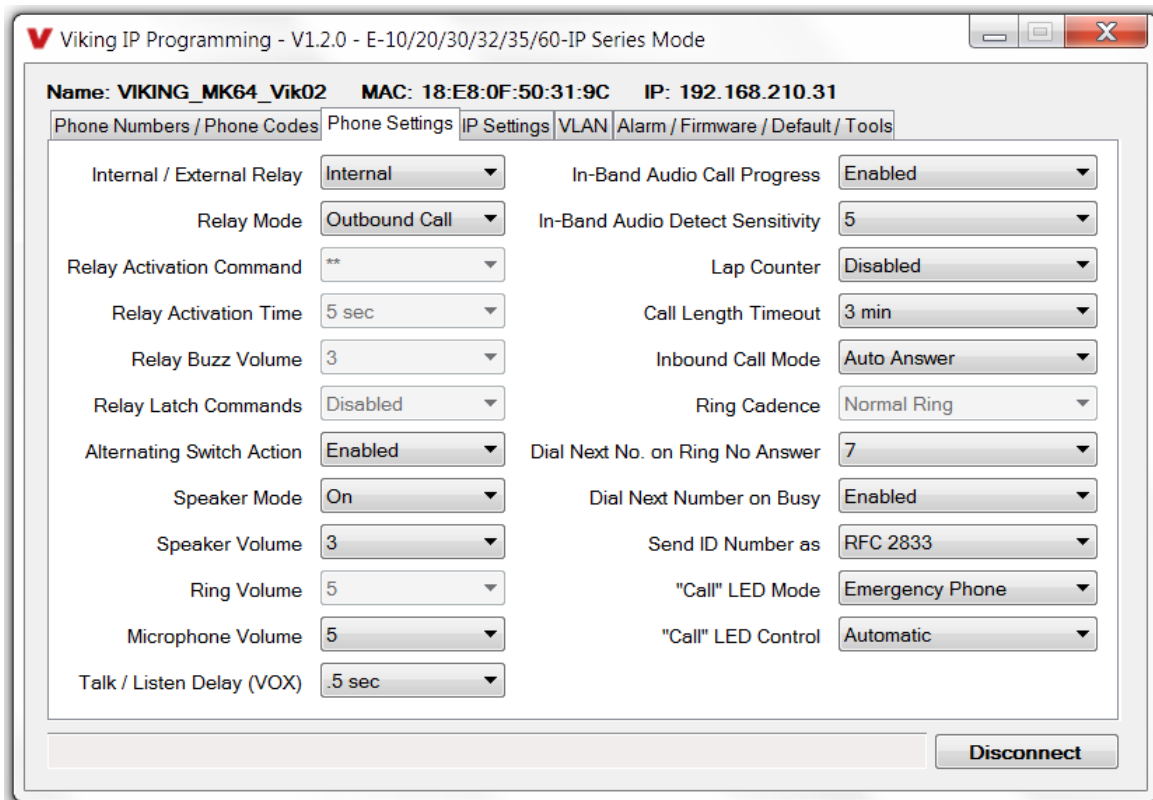 Viking IP Programming - V1.2.0 - E-10/20/30/32/35/60-IP Series Mode
Name: VIKING_MK64_Vik02 MAC: 18:E8:0F:50:31:9C IP: 192.168.210.31
Phone Numbers / Phone Codes Phone Settings IP Settings VLAN Alarm / Firmware / Default / Tools
Internal / External Relay Internal
Relay Mode Outbound Call
Relay Activation Command **
Relay Activation Time 5 sec
Relay Buzz Volume 3
Relay Latch Commands Disabled
Alternating Switch Action Enabled
Speaker Mode On
Speaker Volume 3
Ring Volume 5
Microphone Volume 5
Talk / Listen Delay (VOX) .5 sec
In-Band Audio Call Progress Enabled
In-Band Audio Detect Sensitivity 5
Lap Counter Disabled
Call Length Timeout 3 min
Inbound Call Mode Auto Answer
Ring Cadence Normal Ring
Dial Next No. on Ring No Answer 7
Dial Next Number on Busy Enabled
Send ID Number as RFC 2833
"Call" LED Mode Emergency Phone
"Call" LED Control Automatic
Disconnect